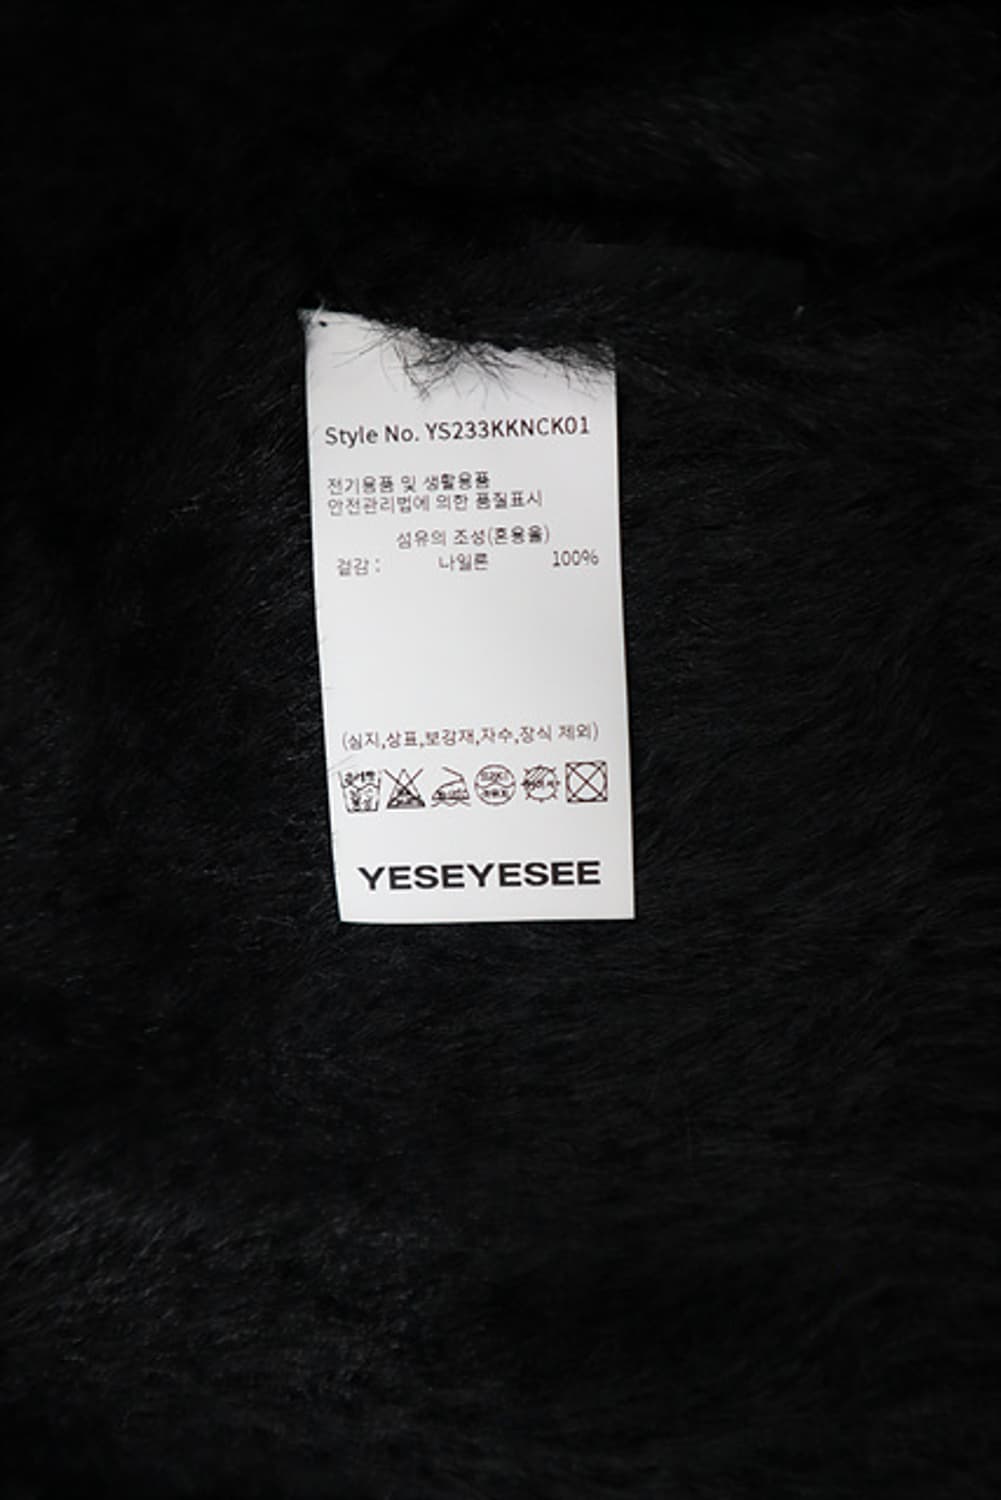 Style No. YS233KKNCK01
전기용품 및 생활용품
안전관리법에 의한 품질표시
섬유의 조성(혼용율)
겉감 : 나일론 100%
(심지,상표,보강재,자수,장식 제외)
YESEYESEE